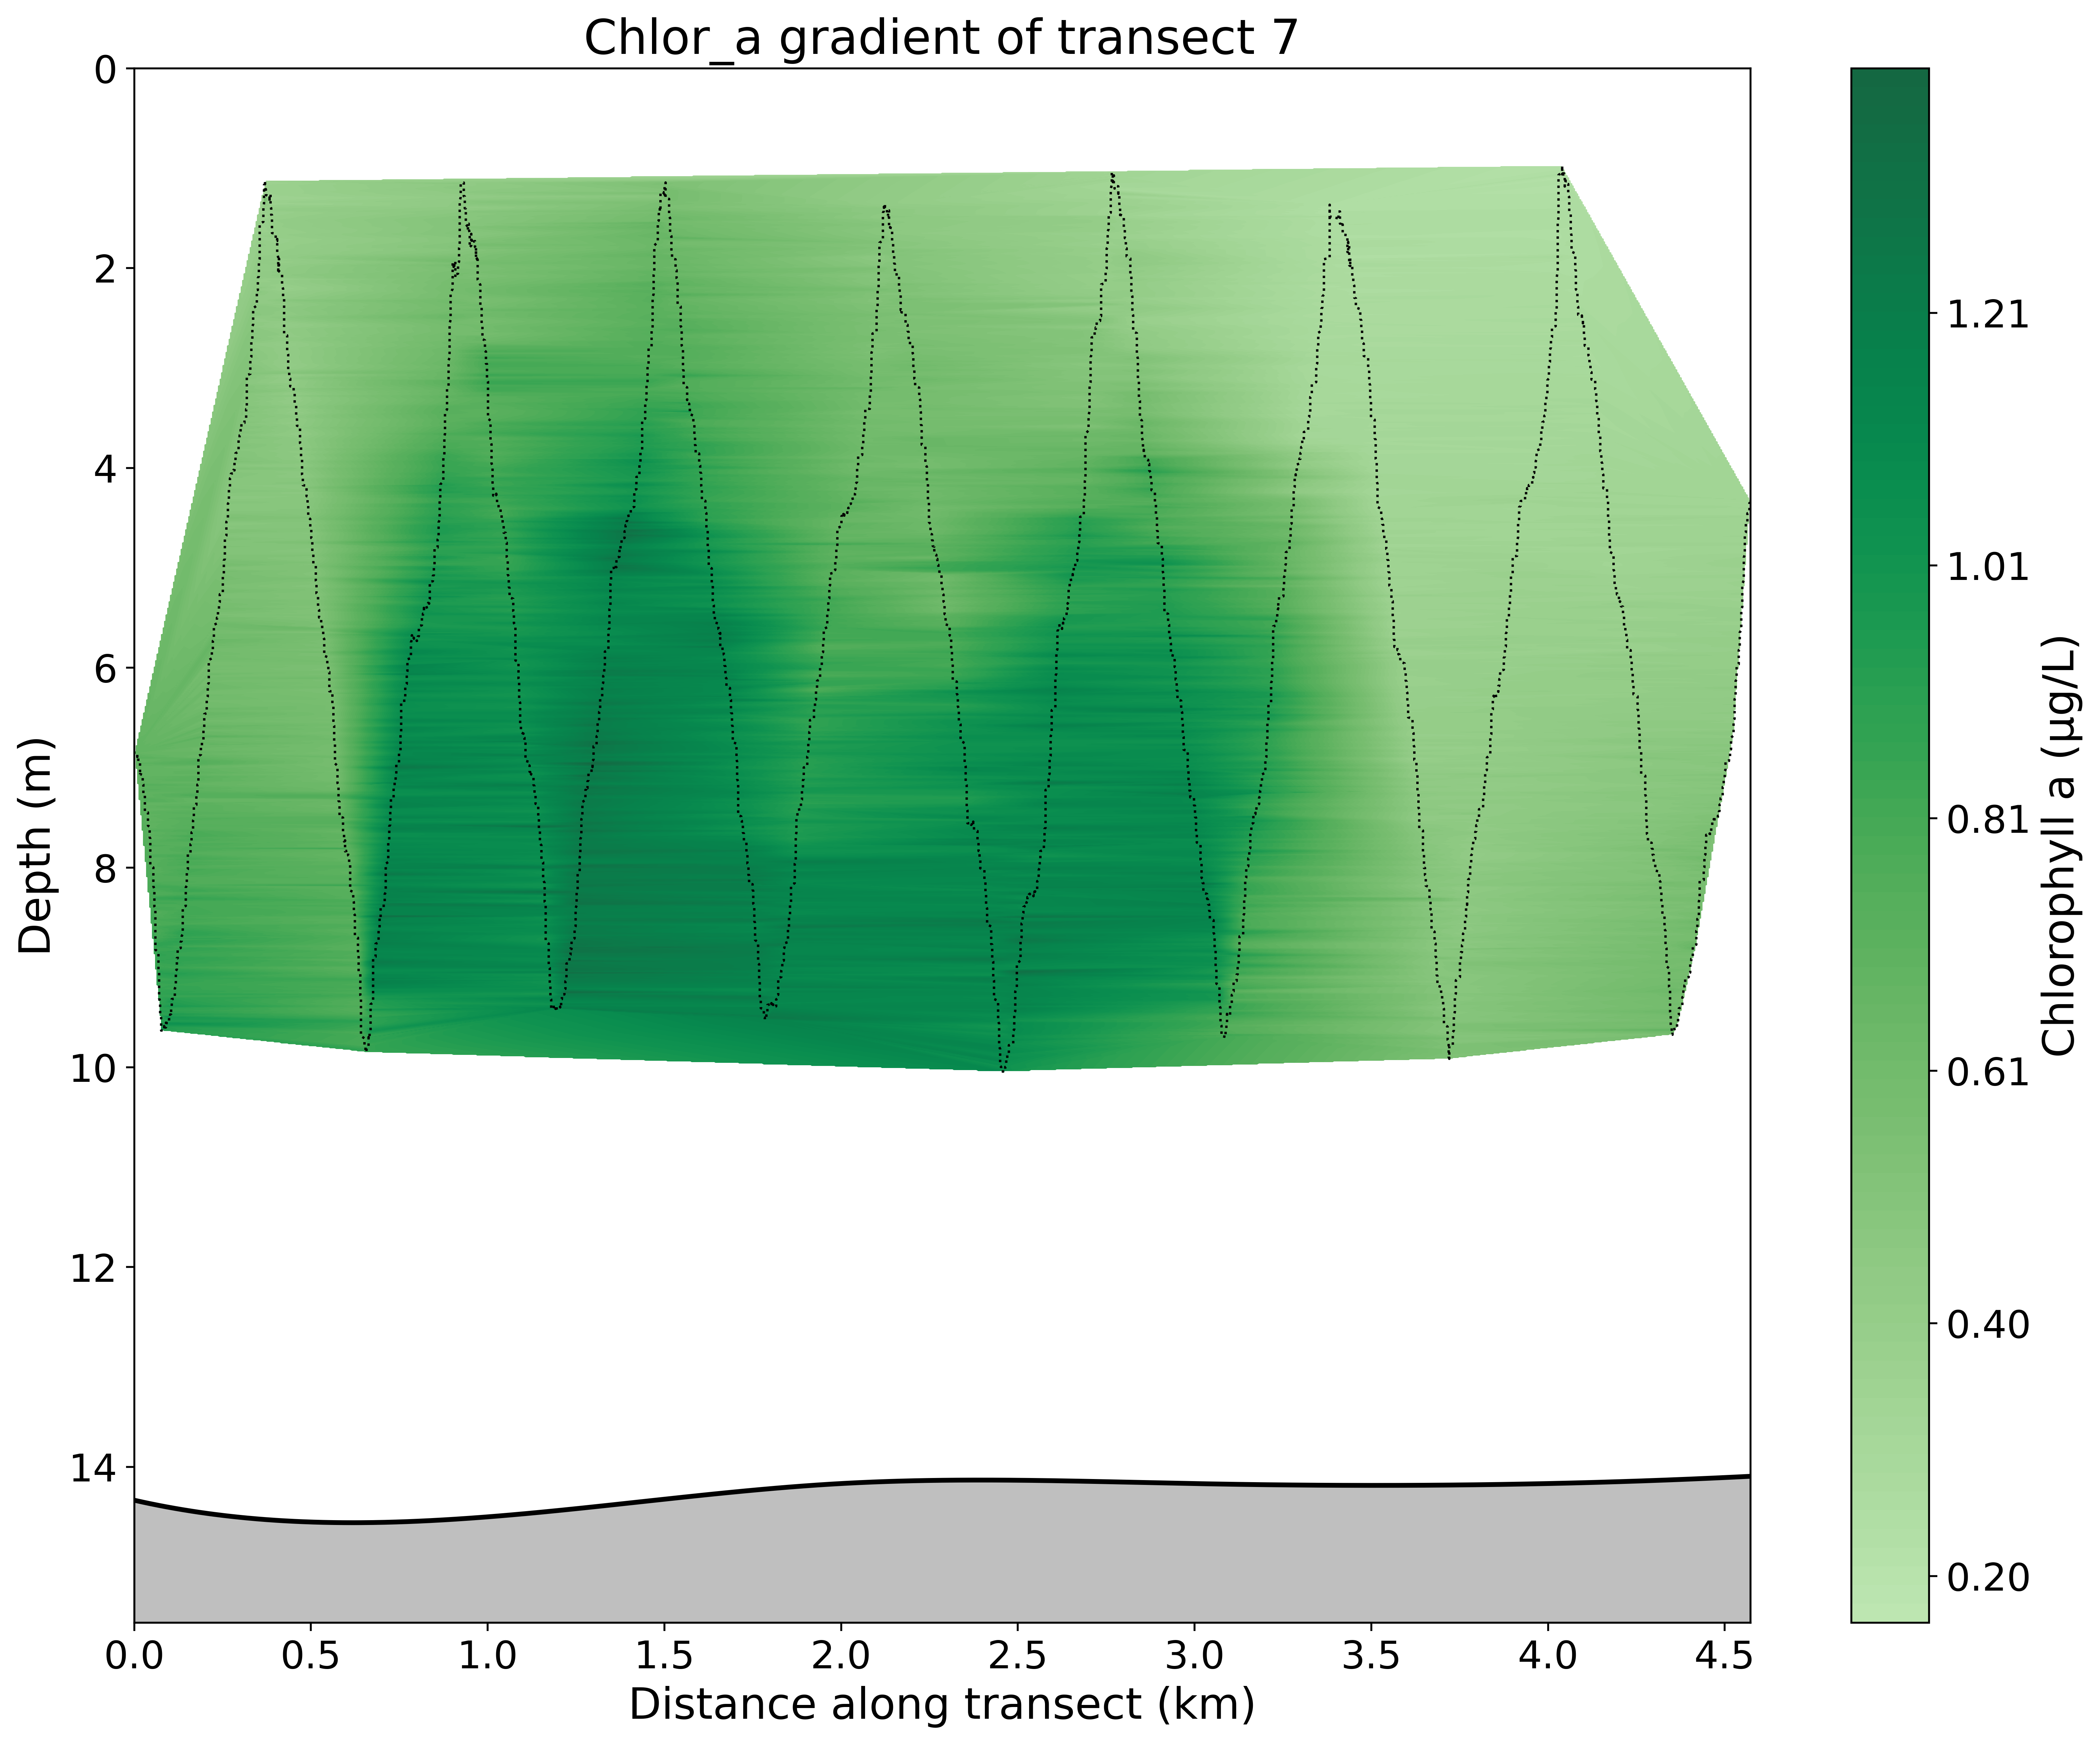 Chlor_a gradient of transect 7
0
2
4
6
8
10
12
14
Depth (m)
0.0 0.5 1.0 1.5 2.0 2.5 3.0 3.5 4.0 4.5
Distance along transect (km)
1.21
1.01
0.81
0.61
0.40
0.20
Chlorophyll a (µg/L)